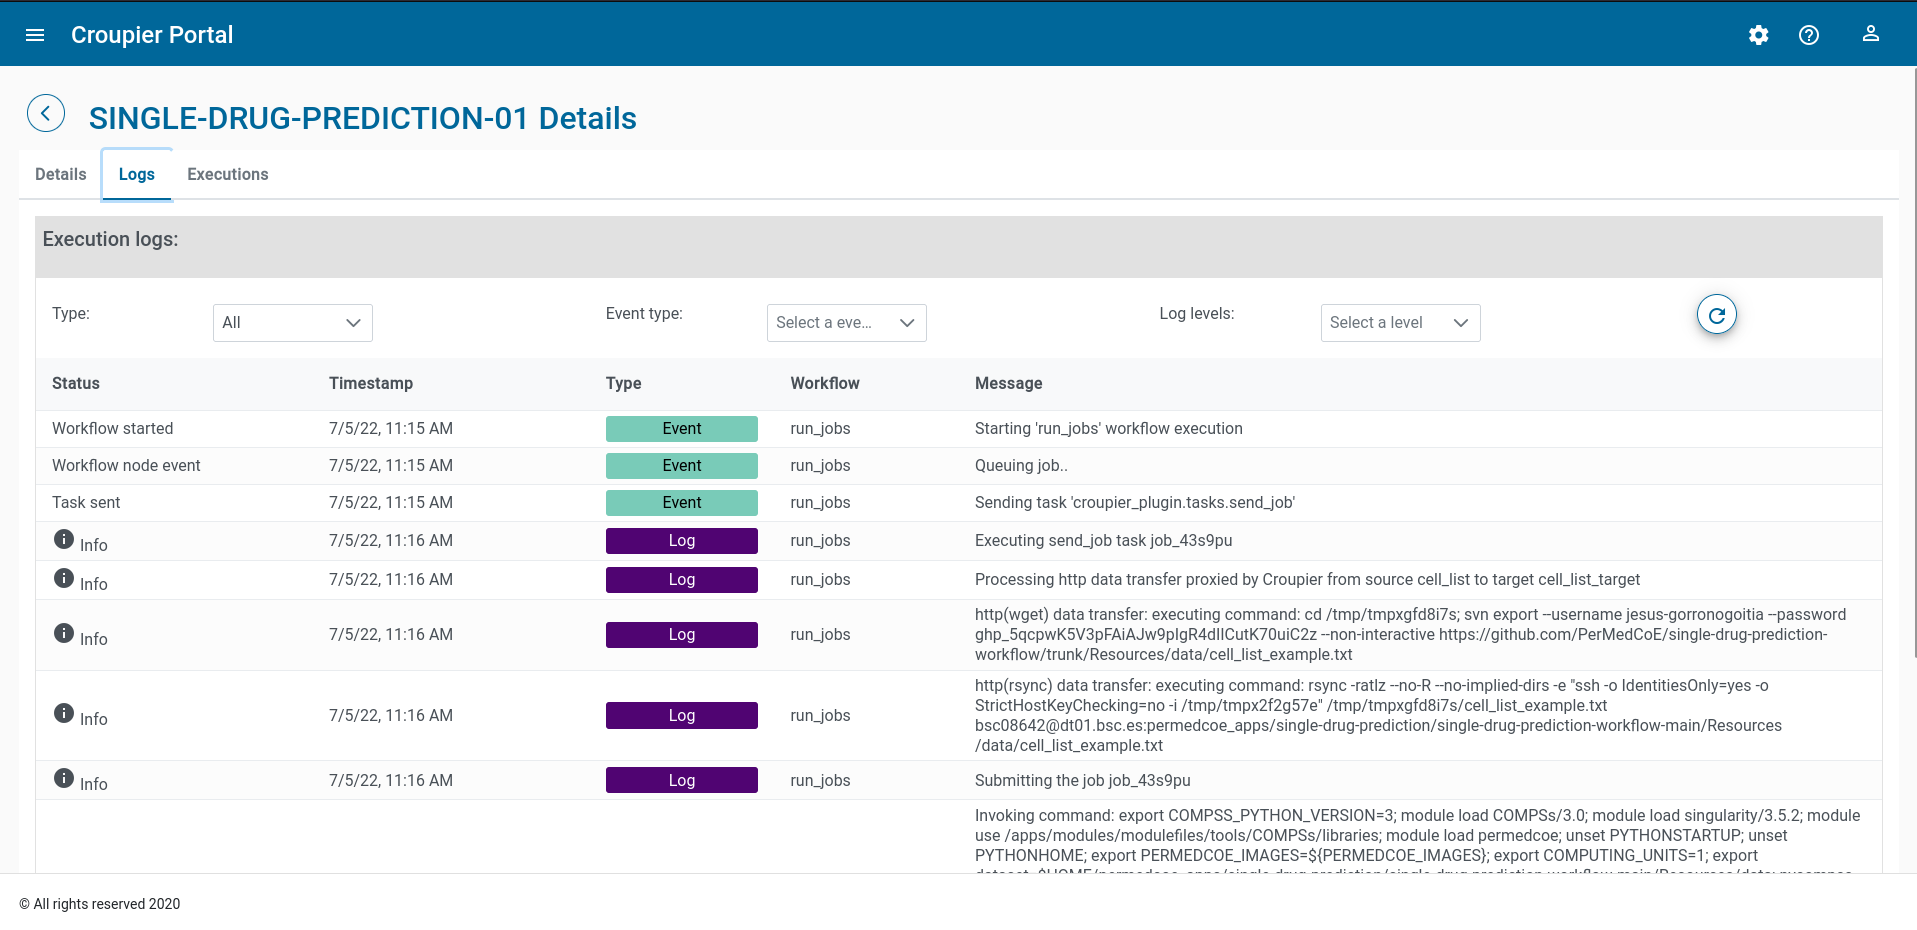 Croupier Portal
SINGLE-DRUG-PREDICTION-01 Details
Details Logs Executions
Execution logs:
Type: All Event type: Select a eve... Log levels: Select a level
Status Timestamp Type Workflow Message
Workflow started 7/5/22, 11:15 AM Event run_jobs Starting 'run_jobs' workflow execution
Workflow node event 7/5/22, 11:15 AM Event run_jobs Queuing job..
Task sent 7/5/22, 11:15 AM Event run_jobs Sending task 'croupier_plugin.tasks.send_job'
Info 7/5/22, 11:16 AM Log run_jobs Executing send_job task job_43s9pu
Info 7/5/22, 11:16 AM Log run_jobs Processing http data transfer proxied by Croupier from source cell_list to target cell_list_target
http(wget) data transfer: executing command: cd /tmp/tmpxgfd8i7s; svn export --username jesus-gorronogoitia --password
Info 7/5/22, 11:16 AM Log run_jobs --non-interactive https://github.com/PerMedCoE/single-drug-prediction-
workflow/trunk/Resources/data/cell_list_example.txt
http(rsync) data transfer: executing command: rsync -ratlz --no-R --no-implied-dirs -e "ssh -o IdentitiesOnly=yes -o
StrictHostKeyChecking=no -i /tmp/tmpx2f2g57e" /tmp/tmpxgfd8i7s/cell_list_example.txt
Info 7/5/22, 11:16 AM Log run_jobs bsc08642@dt01.bsc.es:permedcoe_apps/single-drug-prediction/single-drug-prediction-workflow-main/Resources
/data/cell_list_example.txt
Info 7/5/22, 11:16 AM Log run_jobs Submitting the job job_43s9pu
Invoking command: export COMPSS_PYTHON_VERSION=3; module load COMPSs/3.0; module load singularity/3.5.2; module
use /apps/modules/modulefiles/tools/COMPSs/libraries; module load permedcoe; unset PYTHONSTARTUP; unset
PYTHONHOME; export PERMEDCOE_IMAGES=${PERMEDCOE_IMAGES}; export COMPUTING_UNITS=1; export
© All rights reserved 2020